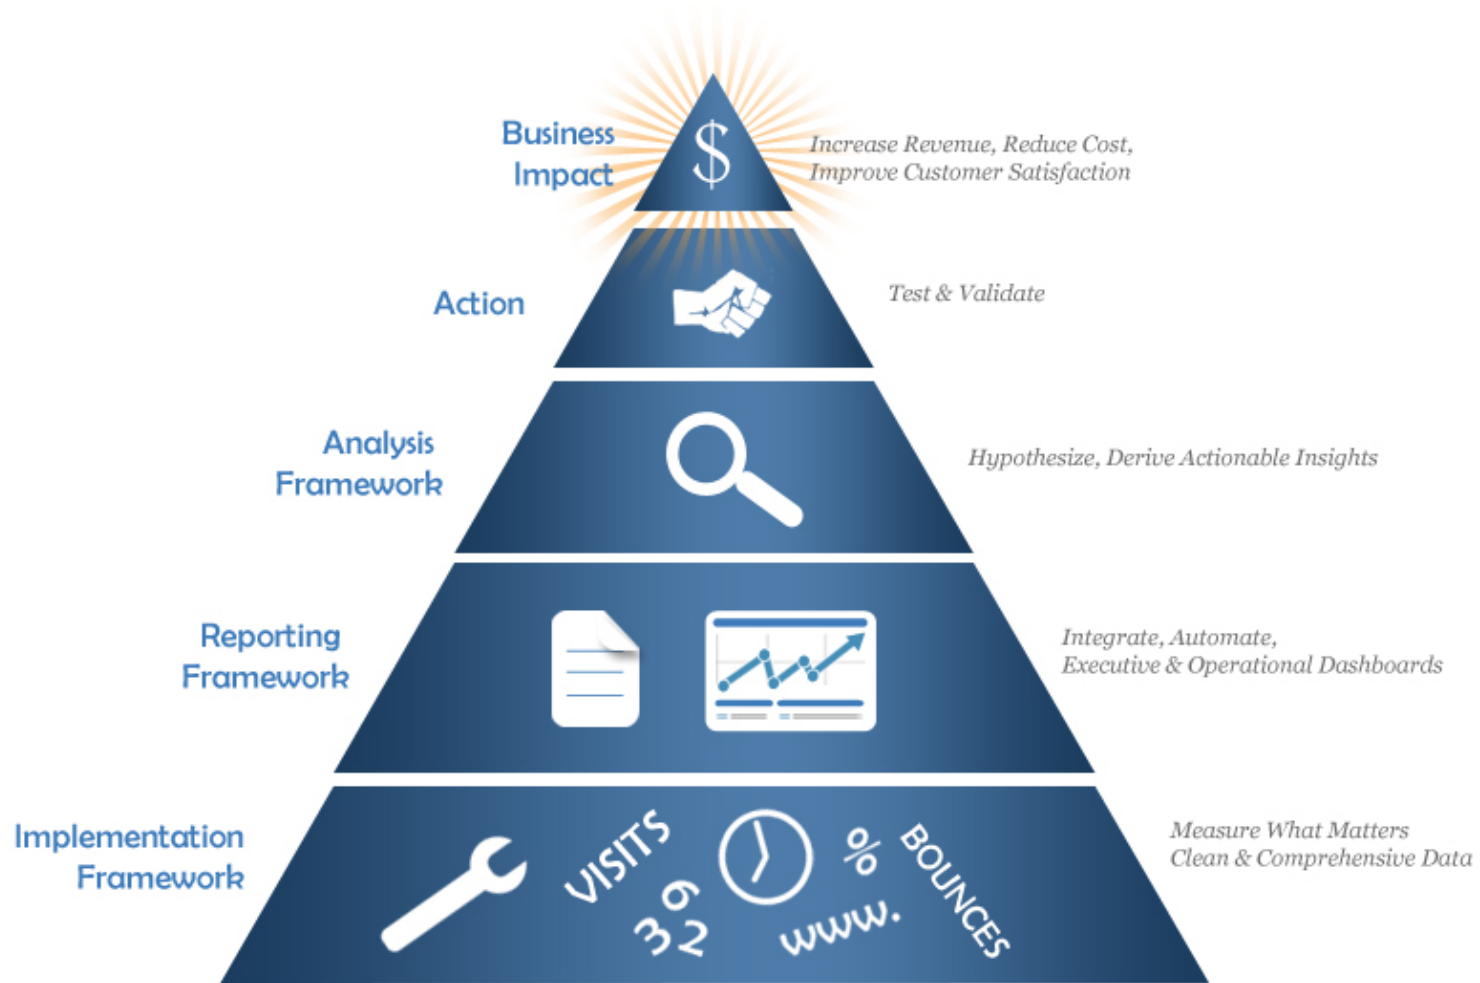 Business
Impact
$
Increase Revenue, Reduce Cost,
Improve Customer Satisfaction
Action
Test & Validate
Analysis
Framework
Hypothesize, Derive Actionable Insights
Reporting
Framework
Integrate, Automate,
Executive & Operational Dashboards
Implementation
Framework
VISITS
6
32
%
www.
BOUNCES
Measure What Matters
Clean & Comprehensive Data